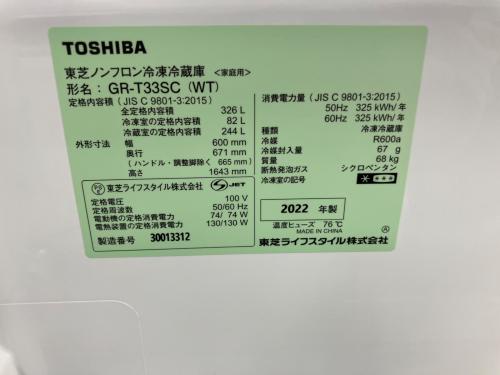 TOSHIBA
東芝ノンフロン冷凍冷蔵庫 <家庭用>
形名: GR-T33SC (WT)
定格内容積 (JIS C 9801-3:2015)
全定格内容積 326 L
冷凍室の定格内容積 82 L
冷蔵室の定格内容積 244 L
外形寸法 幅 600 mm
奥行 671 mm
(ハンドル・調整脚除く 665 mm)
高さ 1643 mm
消費電力量 (JIS C 9801-3:2015)
50Hz 325 kWh/年
60Hz 325 kWh/年
種類 冷凍冷蔵庫
冷媒 R600a
冷媒封入量 67 g
質量 68 kg
断熱発泡ガス シクロペンタン
冷凍室の記号
PS E 東芝ライフスタイル株式会社 S JET
定格電圧 100 V
定格周波数 50/60 Hz
電動機の定格消費電力 74/ 74 W
電熱装置の定格消費電力 130/130 W
製造番号 30013312
2022 年製
温度ヒューズ 76℃
MADE IN CHINA
Ⓐ
東芝ライフスタイル株式会社